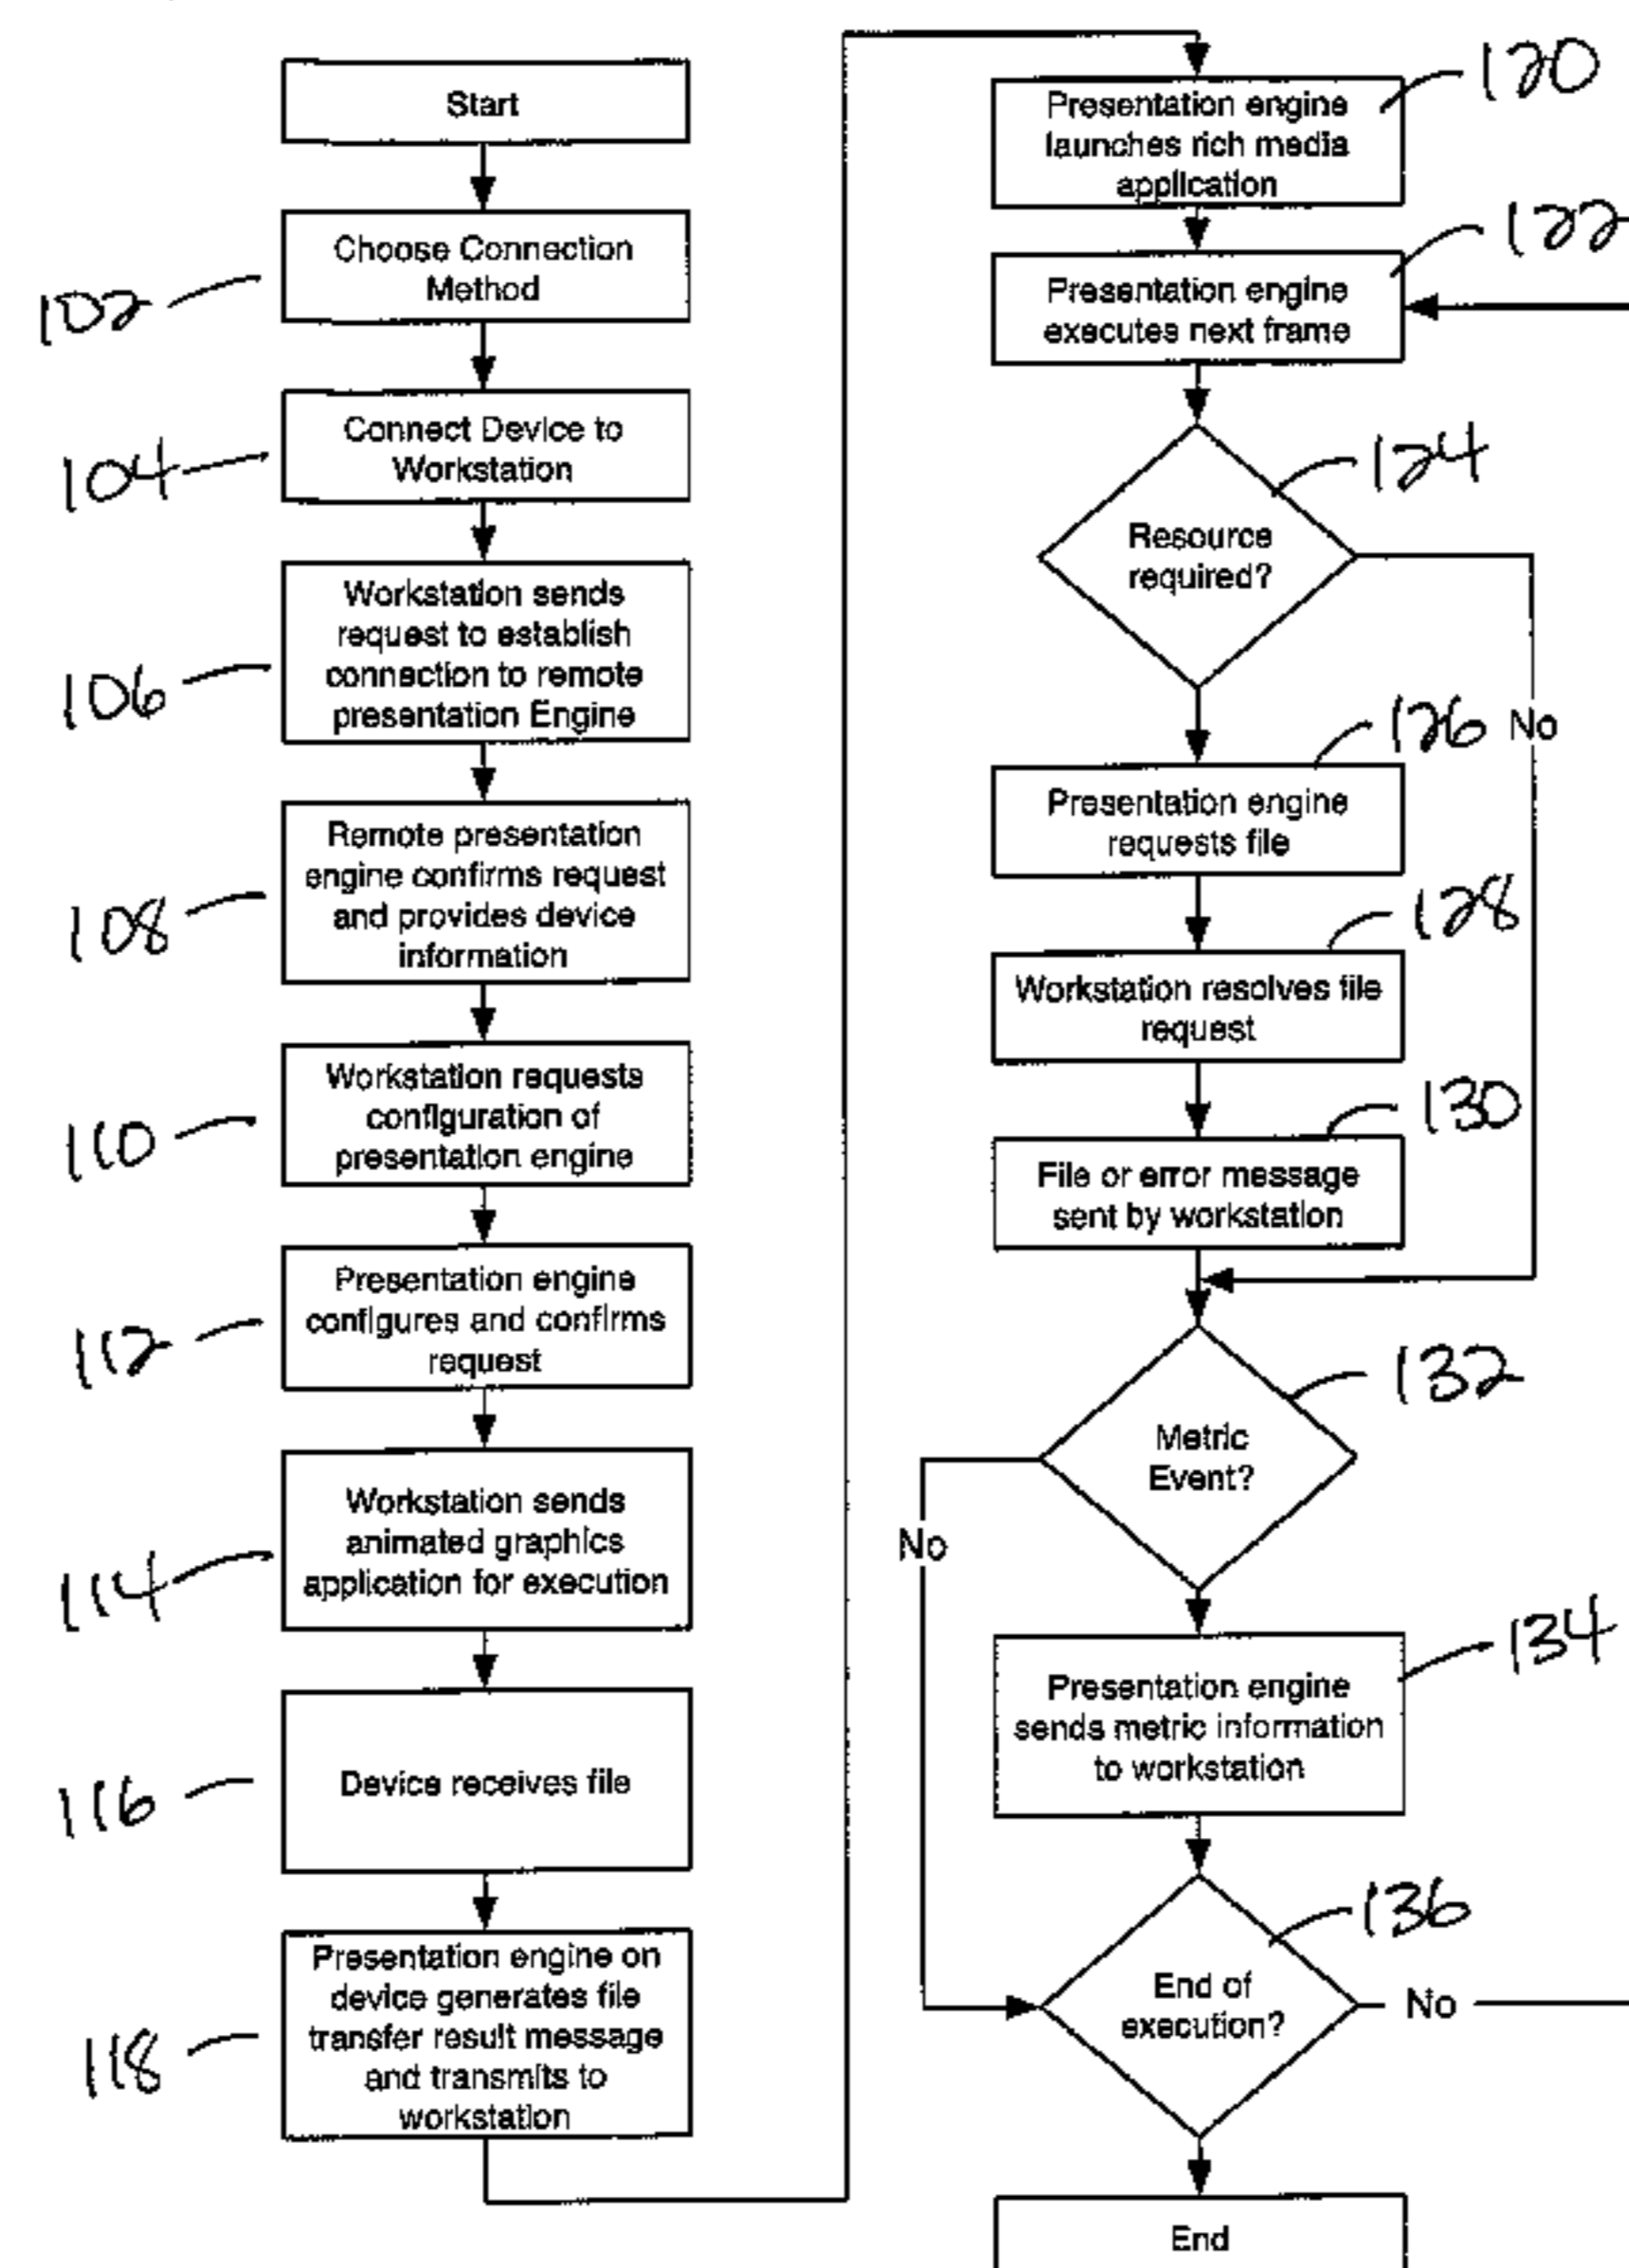 Start
102
Choose Connection
Method
104
Connect Device to
Workstation
106
Workstation sends
request to establish
connection to remote
presentation Engine
108
Remote presentation
engine confirms request
and provides device
information
110
Workstation requests
configuration of
presentation engine
112
Presentation engine
configures and confirms
request
114
Workstation sends
animated graphics
application for execution
116
Device receives file
118
Presentation engine on
device generates file
transfer result message
and transmits to
workstation
120
Presentation engine
launches rich media
application
122
Presentation engine
executes next frame
124
Resource
required?
No
126
Presentation engine
requests file
128
Workstation resolves file
request
130
File or error message
sent by workstation
132
Metric
Event?
No
134
Presentation engine
sends metric information
to workstation
136
End of
execution?
No
End